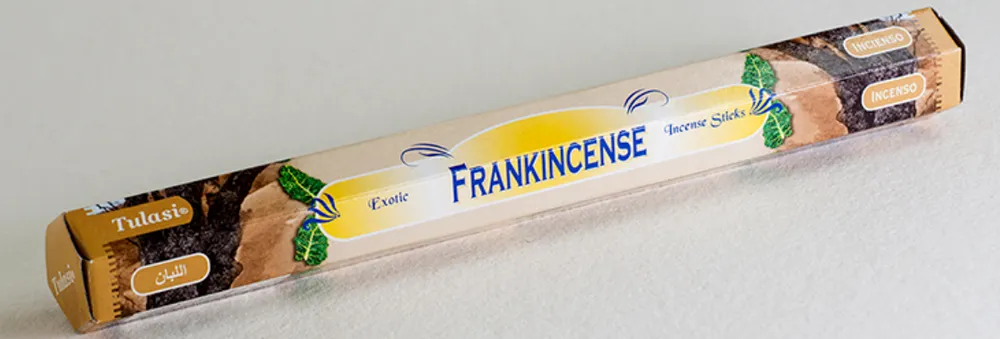 Tulasi®
اللبان
Tulasi
Exotic
FRANKINCENSE
Incense Sticks
INCIENSO
INCENSO